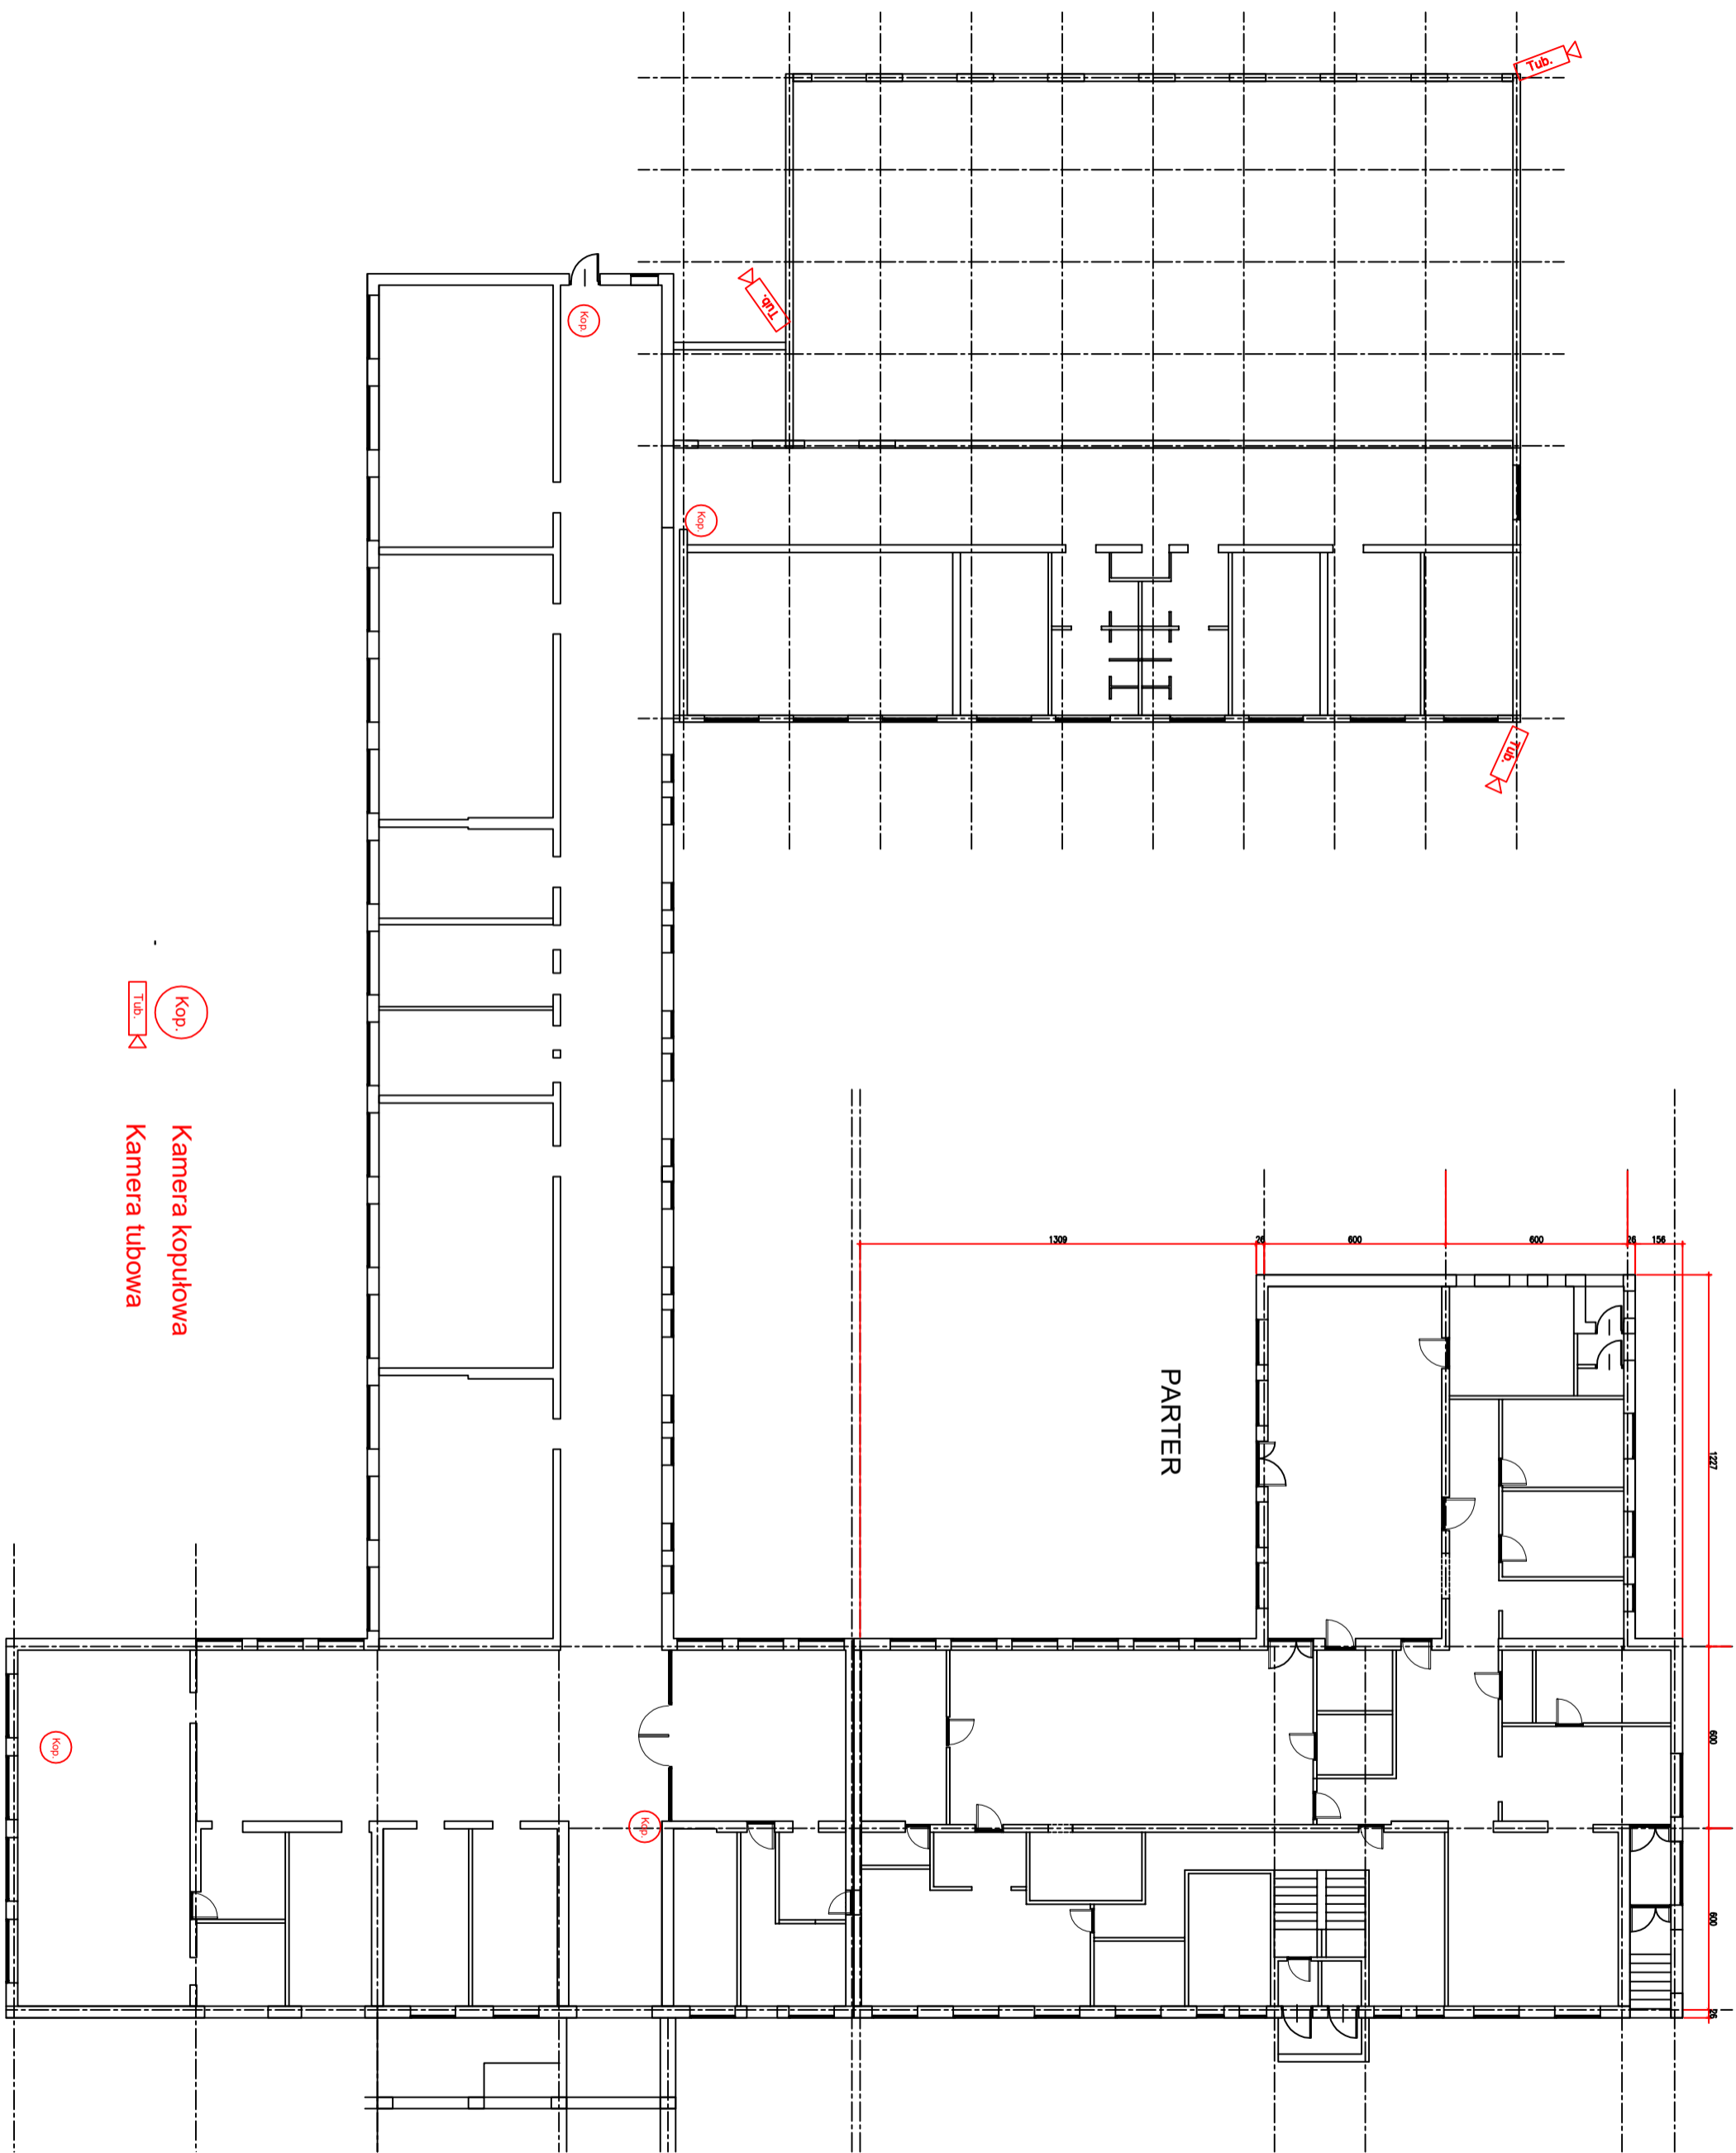 Tub.
Tub.
Kop.
Kop.
Tub.
1309
26
600
600
26
156
1227
PARTER
Kop.
Kamera kopułowa
Tub.
Kamera tubowa
600
Kop.
Kop.
600
26